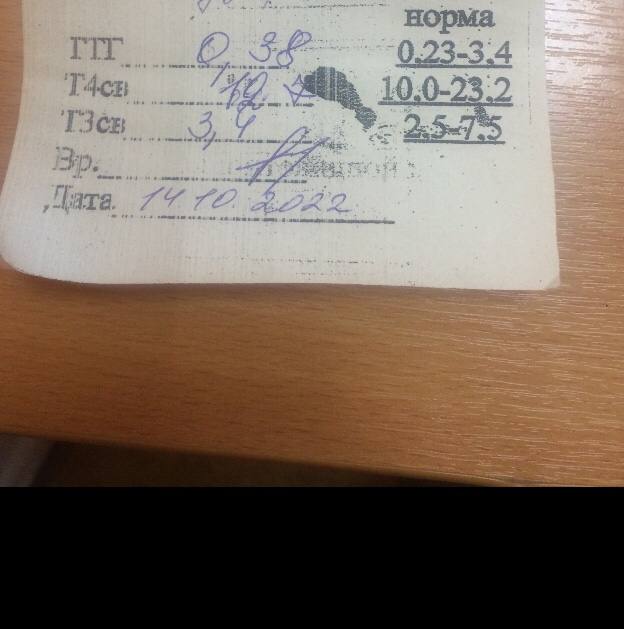 норма
ТТГ 0,38 0.23-3.4
Т4св 10.0-23.2
Т3св 3,4 2.5-7.5
Вр.
Дата 14 10 2022